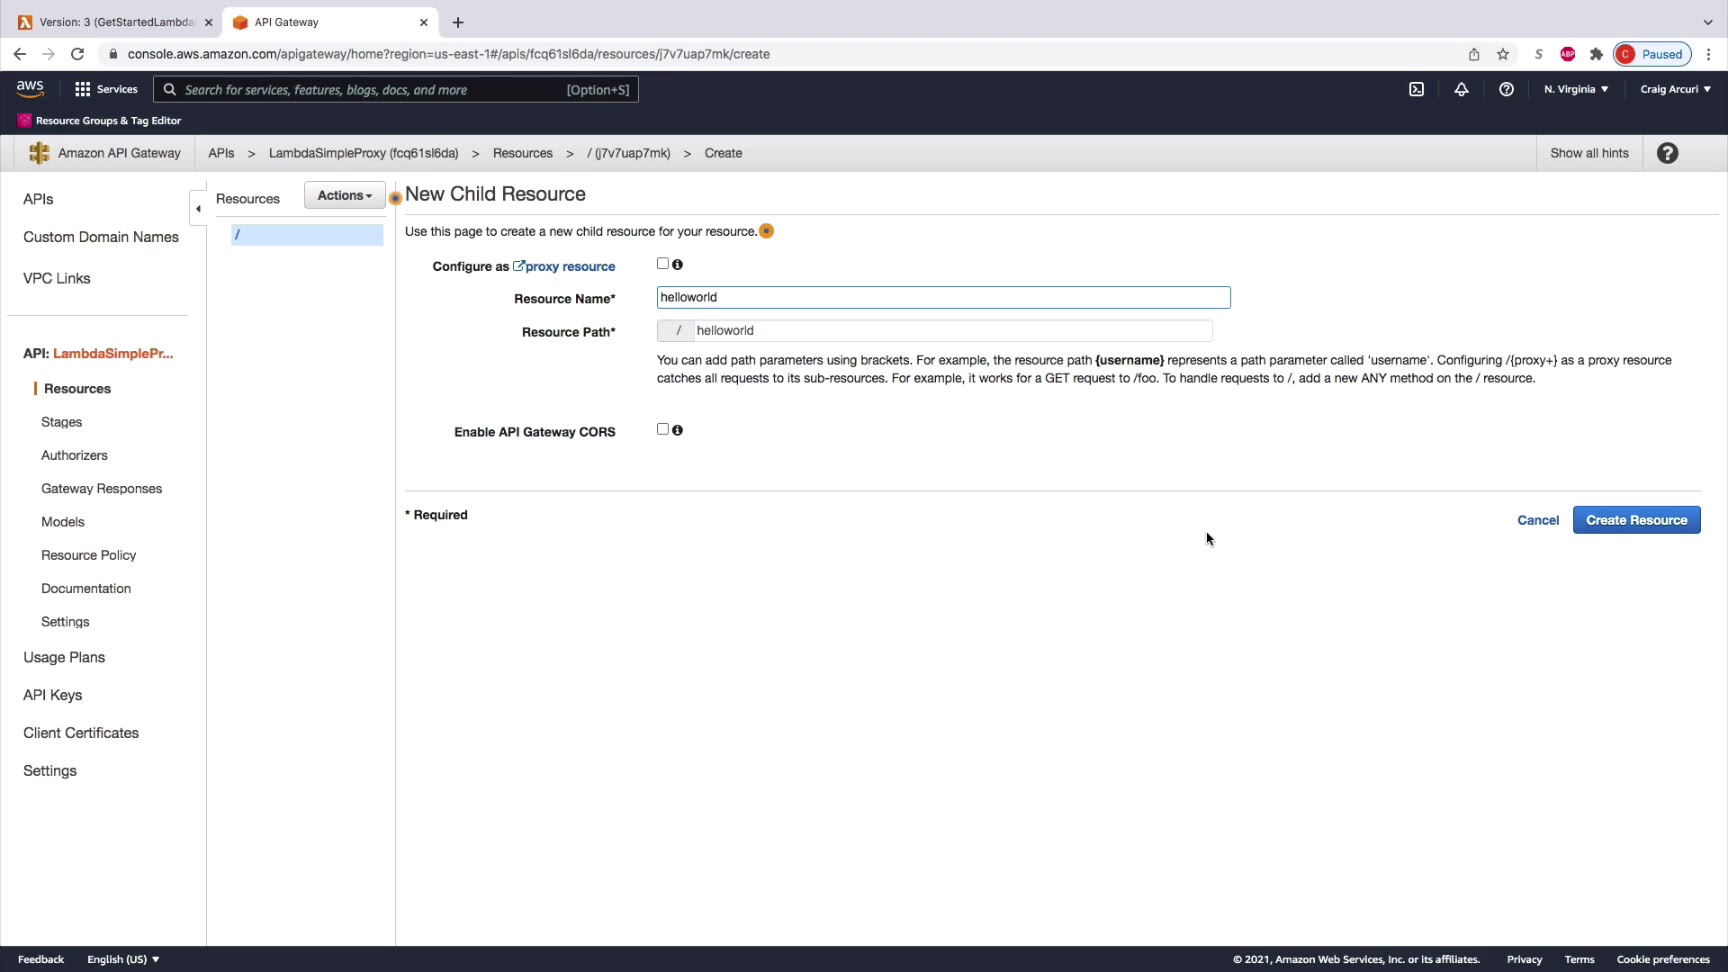 Version: 3 (GetStartedLambda
API Gateway
console.aws.amazon.com/apigateway/home?region=us-east-1#/apis/fcq61sl6da/resources/j7v7uap7mk/create
S
ABP
C Paused
aws
Services
Search for services, features, blogs, docs, and more [Option+S]
N. Virginia
Craig Arcuri
Resource Groups & Tag Editor
Amazon API Gateway
APIs > LambdaSimpleProxy (fcq61sl6da) > Resources > / (j7v7uap7mk) > Create
Show all hints
?
APIs
Custom Domain Names
VPC Links
API: LambdaSimplePr...
Resources
Stages
Authorizers
Gateway Responses
Models
Resource Policy
Documentation
Settings
Usage Plans
API Keys
Client Certificates
Settings
Resources
Actions
/
New Child Resource
Use this page to create a new child resource for your resource.
Configure as proxy resource
Resource Name* helloworld
Resource Path* / helloworld
You can add path parameters using brackets. For example, the resource path {username} represents a path parameter called 'username'. Configuring /{proxy+} as a proxy resource
catches all requests to its sub-resources. For example, it works for a GET request to /foo. To handle requests to /, add a new ANY method on the / resource.
Enable API Gateway CORS
* Required
Cancel
Create Resource
Feedback
English (US)
© 2021, Amazon Web Services, Inc. or its affiliates.
Privacy
Terms
Cookie preferences